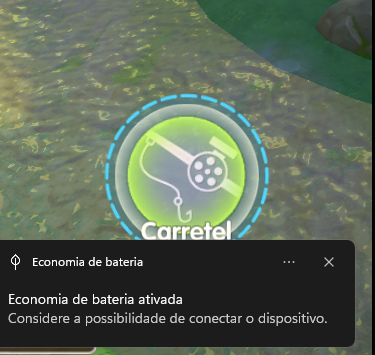 Carretel
Economia de bateria
Economia de bateria ativada
Considere a possibilidade de conectar o dispositivo.